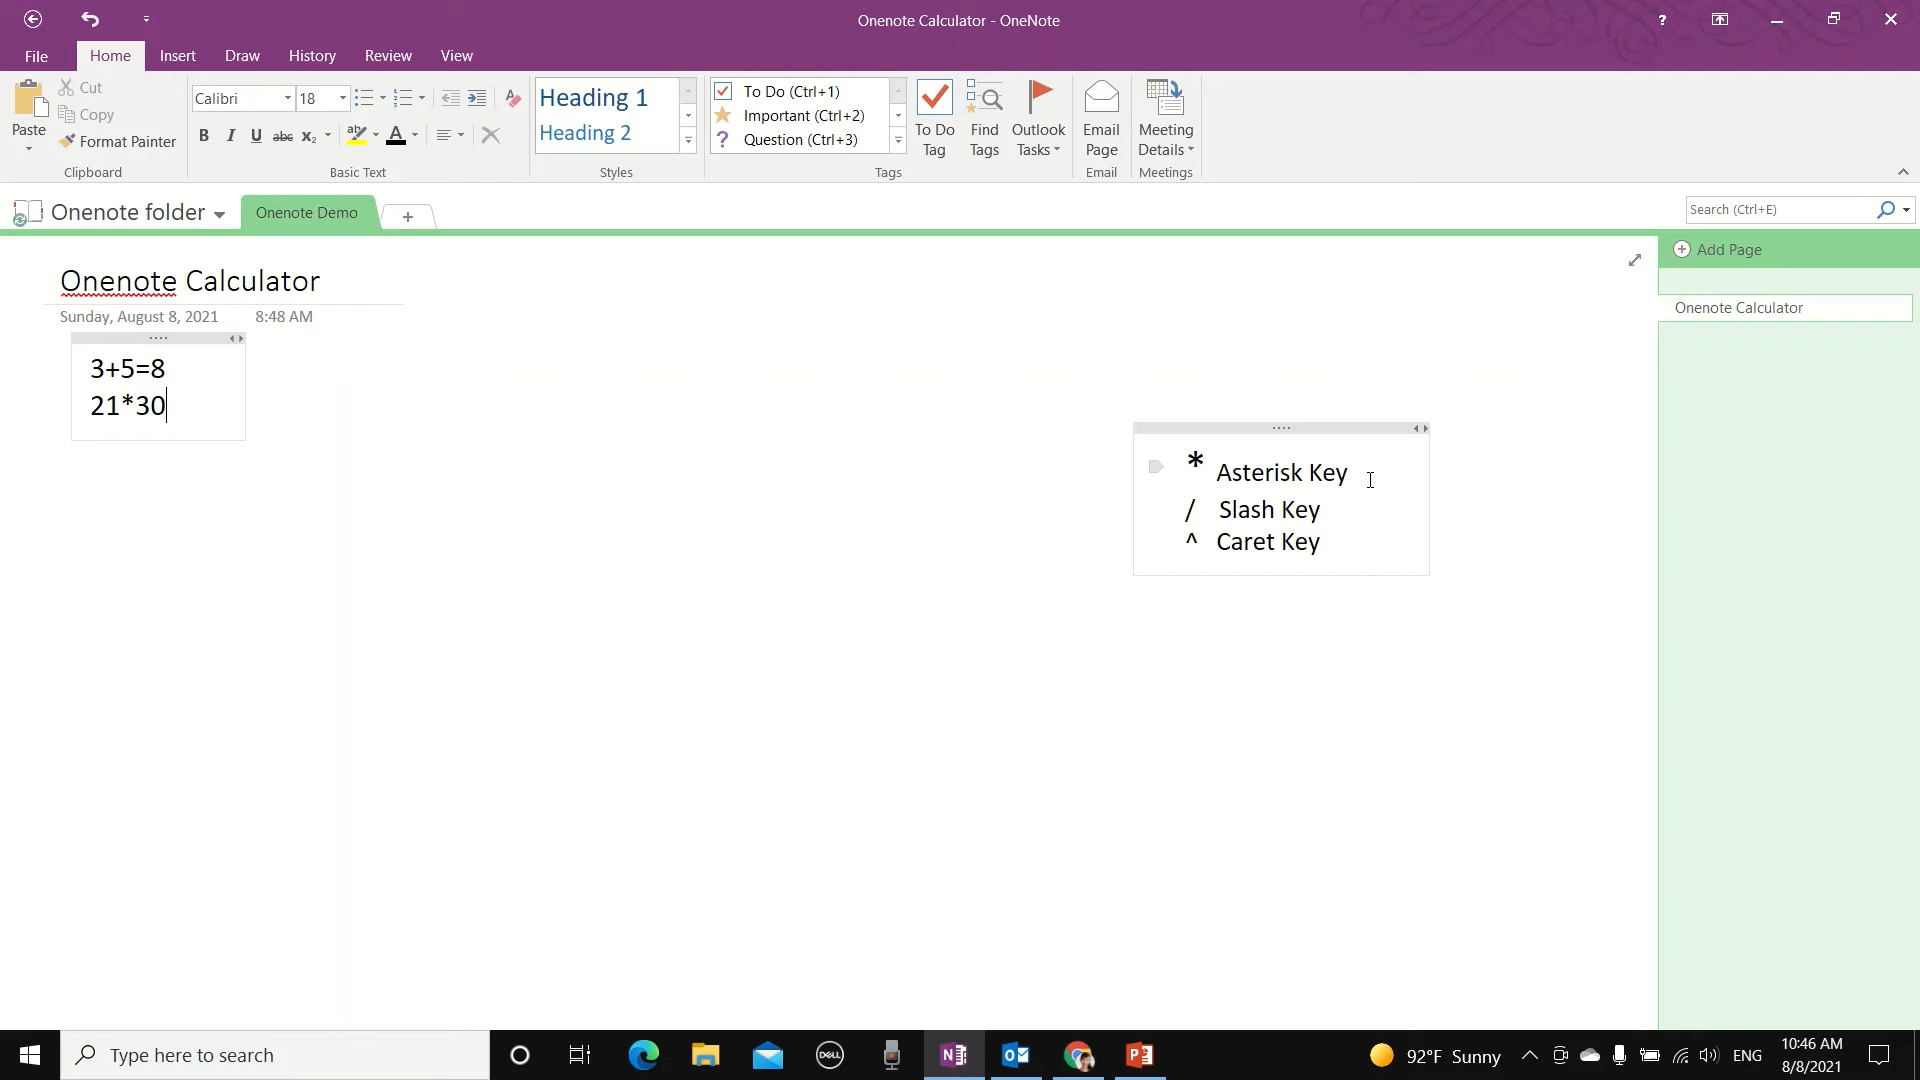 Onenote Calculator - OneNote
?
File Home Insert Draw History Review View
Paste
Cut
Copy
Format Painter
Clipboard
Calibri 18
B I U abc X₂ ab A
Basic Text
Heading 1
Heading 2
Styles
To Do (Ctrl+1)
Important (Ctrl+2)
? Question (Ctrl+3)
Tags
To Do Tag
Find Tags
Outlook Tasks
Email Page
Email
Meeting Details
Meetings
Onenote folder
Onenote Demo
+
Search (Ctrl+E)
Add Page
Onenote Calculator
Onenote Calculator
Sunday, August 8, 2021 8:48 AM
3+5=8
21*30
* Asterisk Key
/ Slash Key
^ Caret Key
Type here to search
DELL
92°F Sunny
ENG
10:46 AM
8/8/2021